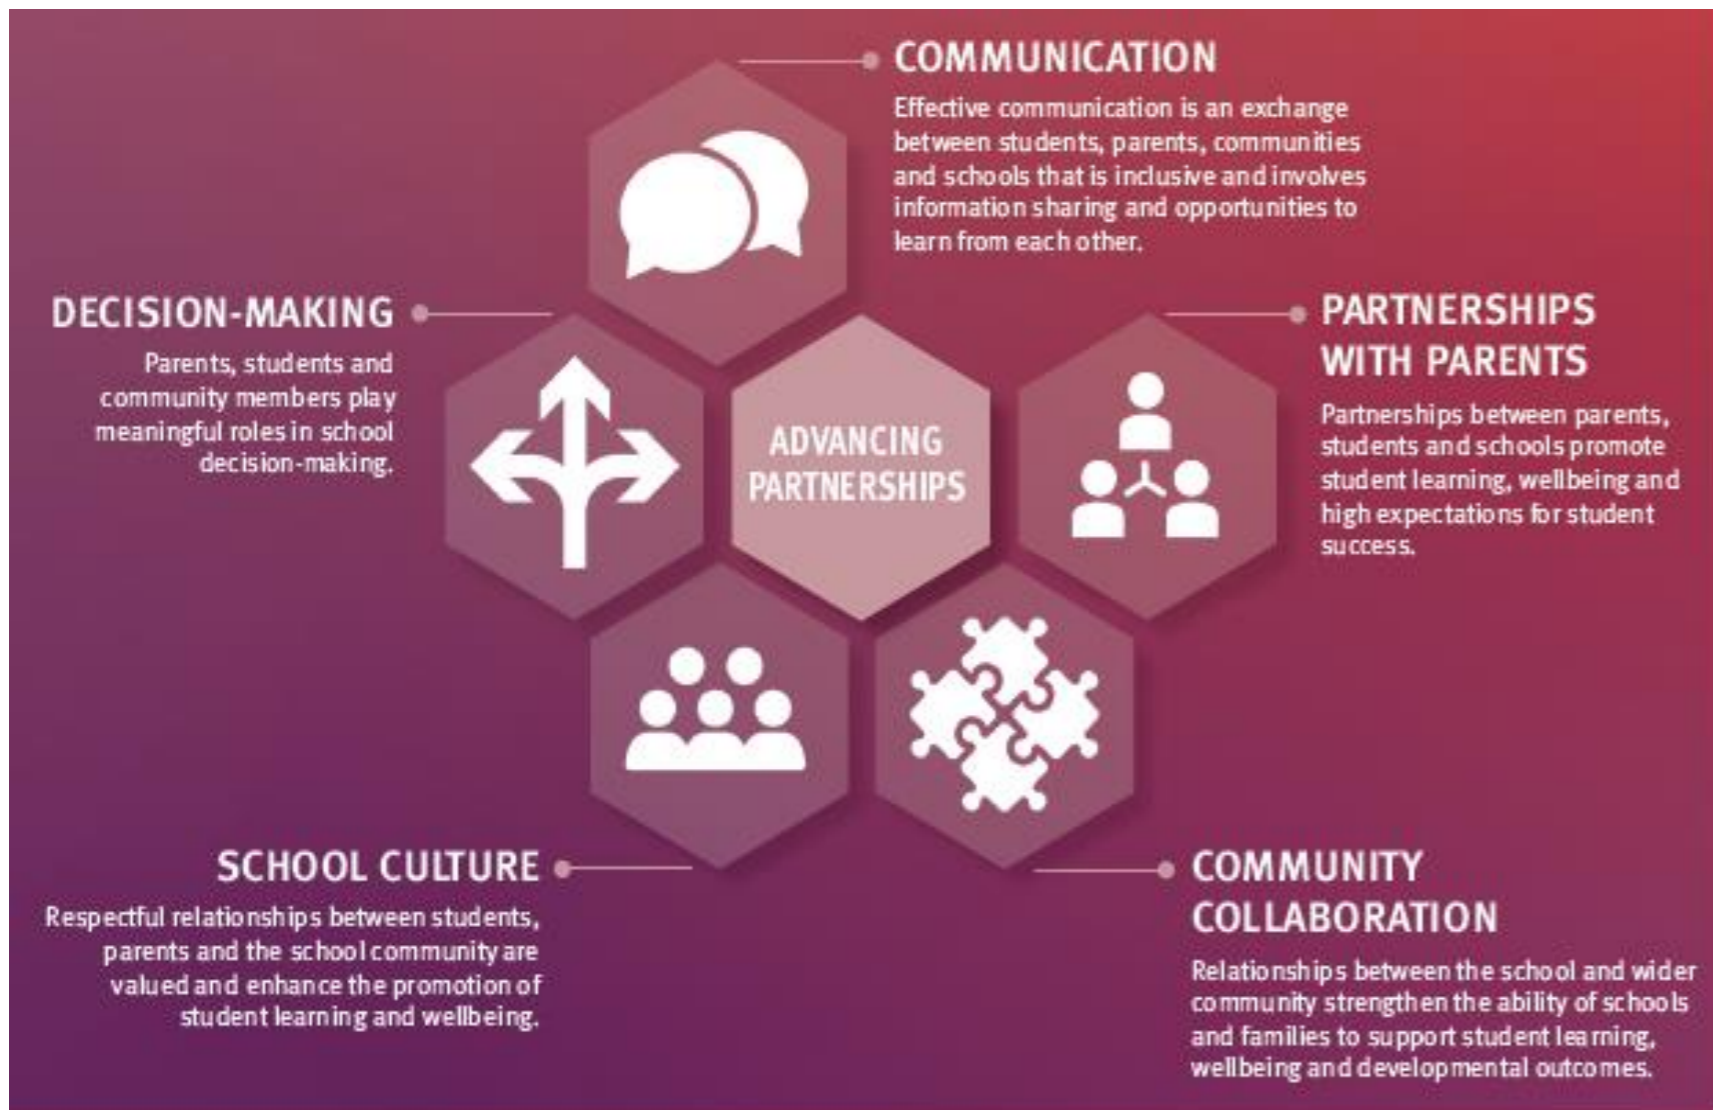 COMMUNICATION
Effective communication is an exchange
between students, parents, communities
and schools that is inclusive and involves
information sharing and opportunities to
learn from each other.
DECISION-MAKING
Parents, students and
community members play
meaningful roles in school
decision-making.
ADVANCING
PARTNERSHIPS
PARTNERSHIPS
WITH PARENTS
Partnerships between parents,
students and schools promote
student learning, wellbeing and
high expectations for student
success.
SCHOOL CULTURE
Respectful relationships between students,
parents and the school community are
valued and enhance the promotion of
student learning and wellbeing.
COMMUNITY
COLLABORATION
Relationships between the school and wider
community strengthen the ability of schools
and families to support student learning,
wellbeing and developmental outcomes.